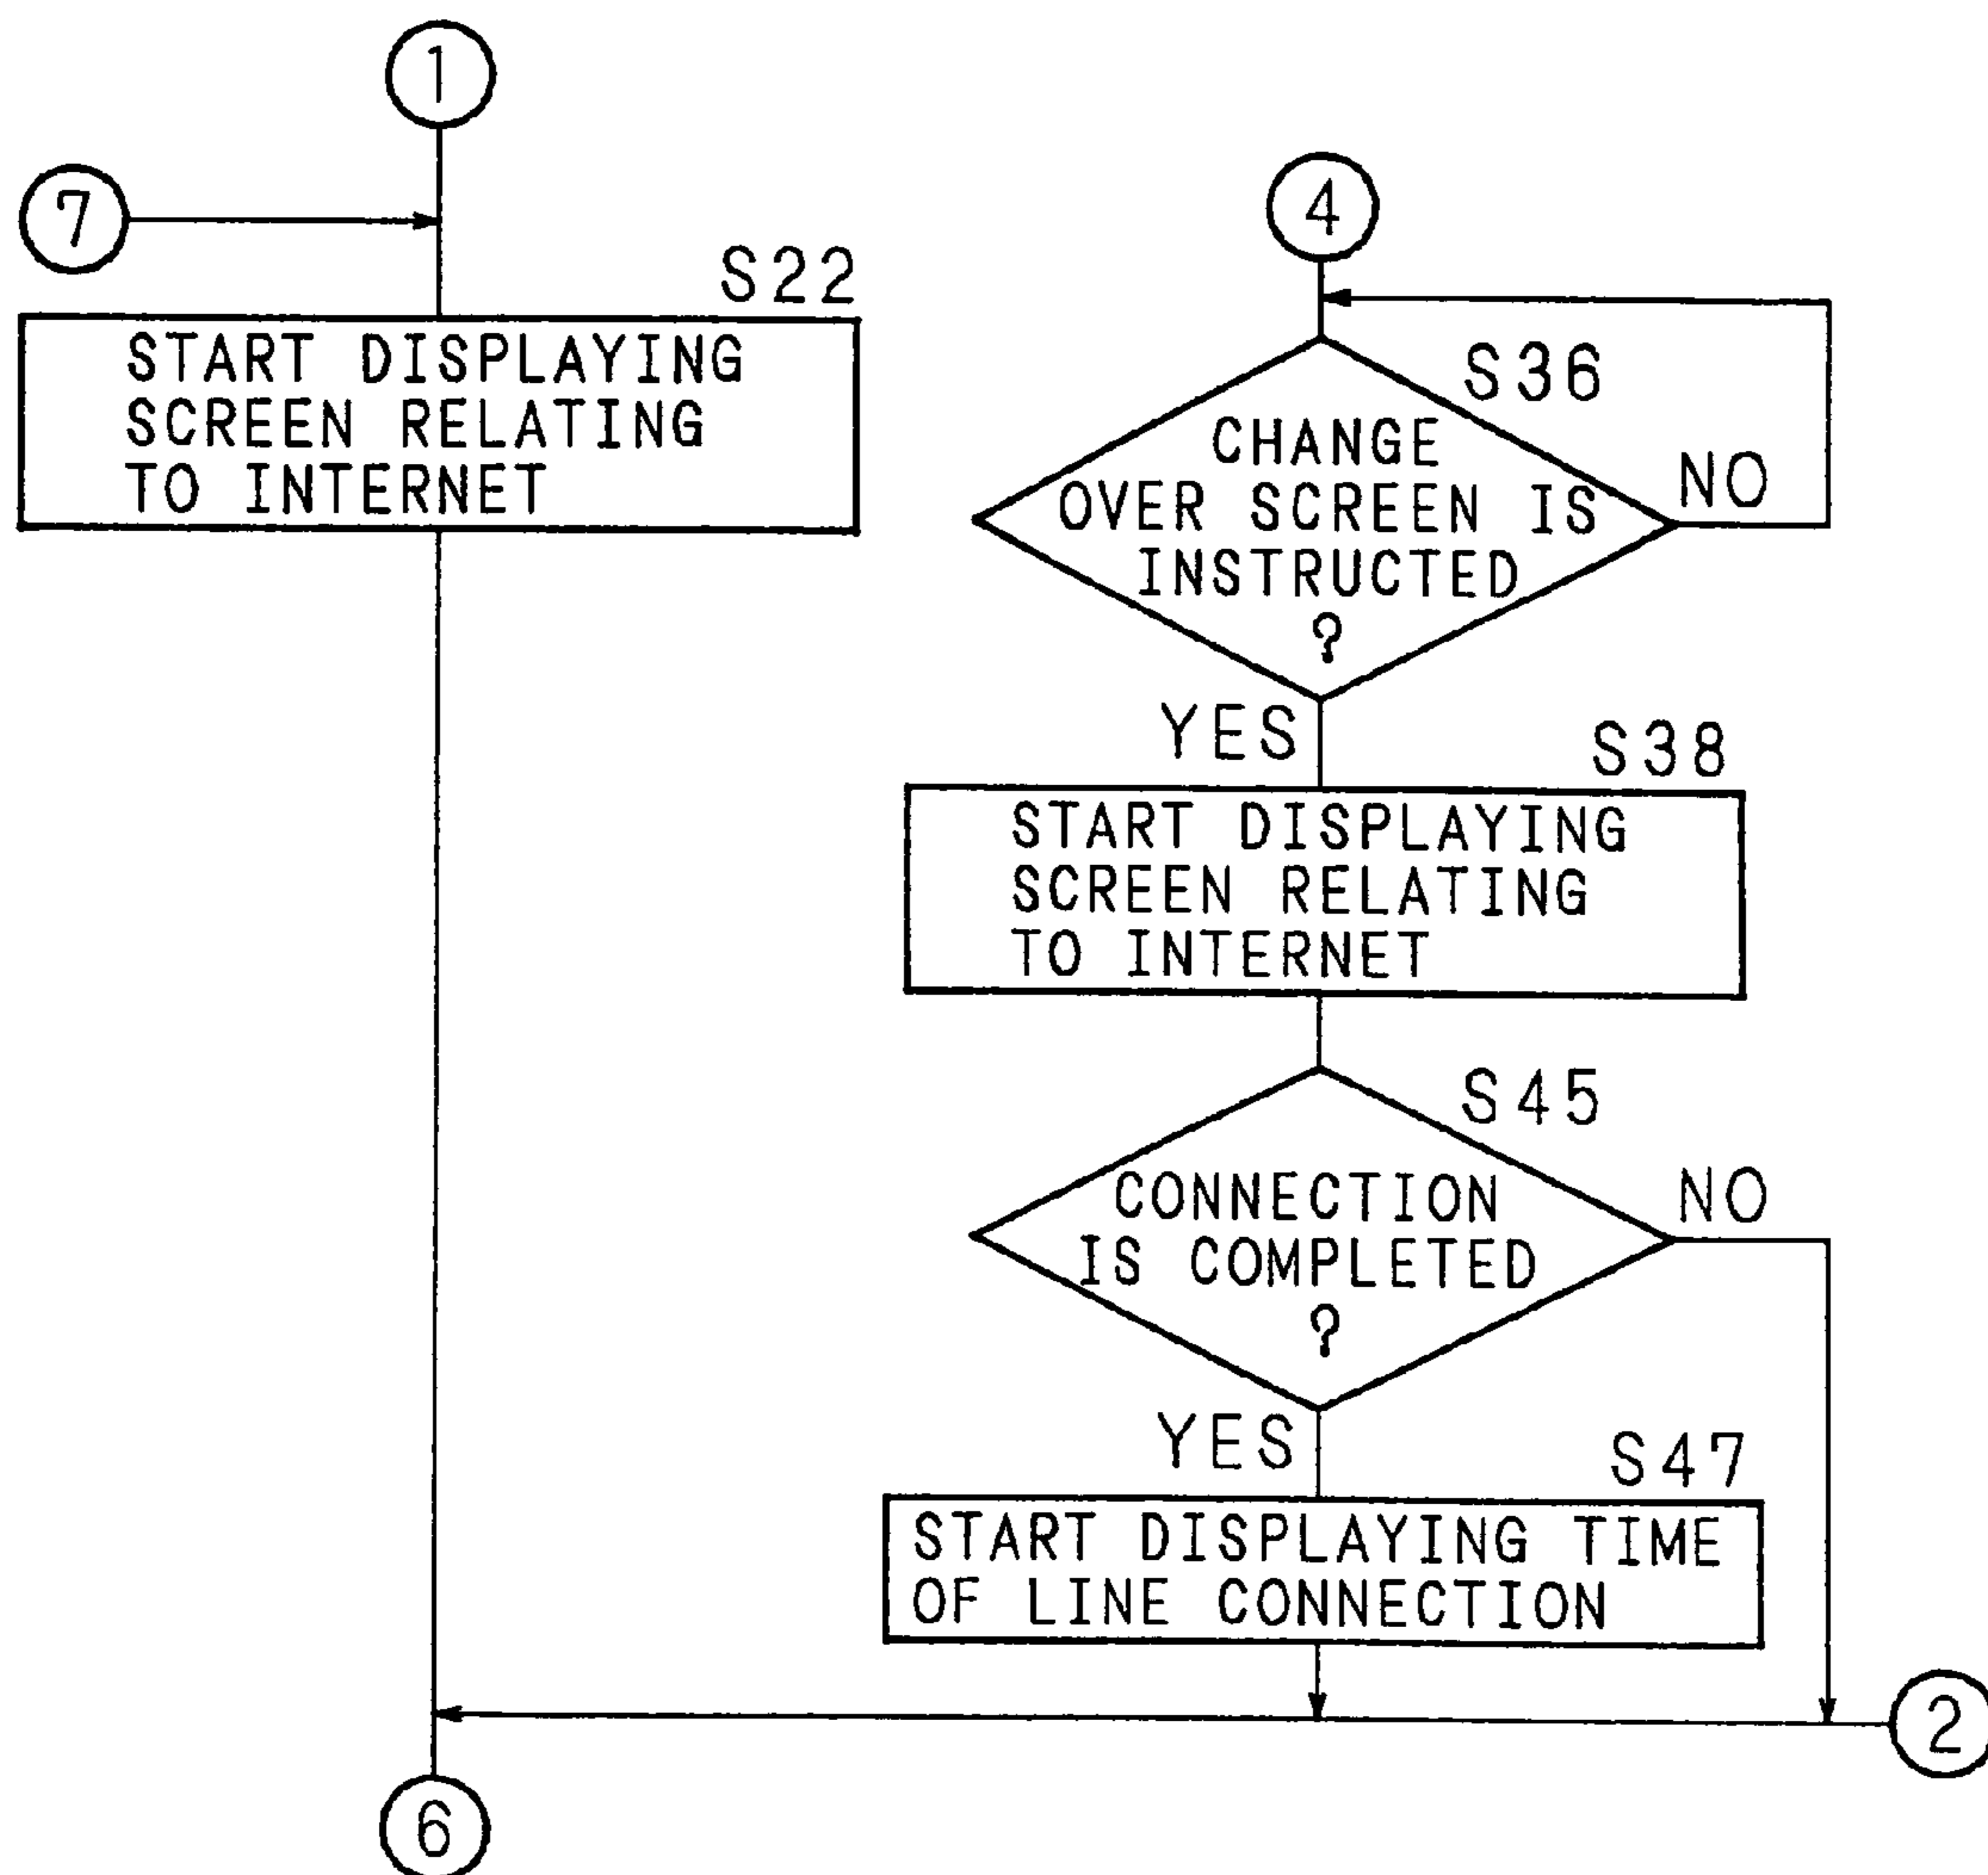 1
7
S22
START DISPLAYING
SCREEN RELATING
TO INTERNET
4
S36
CHANGE
OVER SCREEN IS
INSTRUCTED
?
NO
YES
S38
START DISPLAYING
SCREEN RELATING
TO INTERNET
S45
CONNECTION
IS COMPLETED
?
NO
YES
S47
START DISPLAYING TIME
OF LINE CONNECTION
2
6